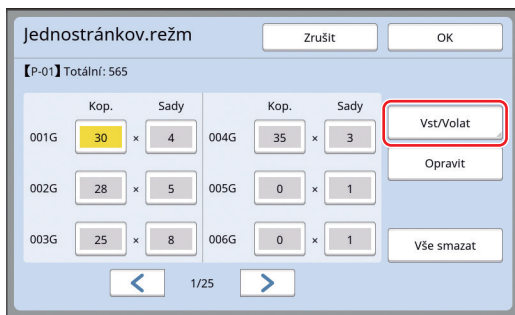 Jednostránkov.režm
Zrušit
OK
【P-01】Totální: 565
Kop. Sady Kop. Sady
001G 30 × 4 004G 35 × 3
002G 28 × 5 005G 0 × 1
003G 25 × 8 006G 0 × 1
Vst/Volat
Opravit
Vše smazat
1/25